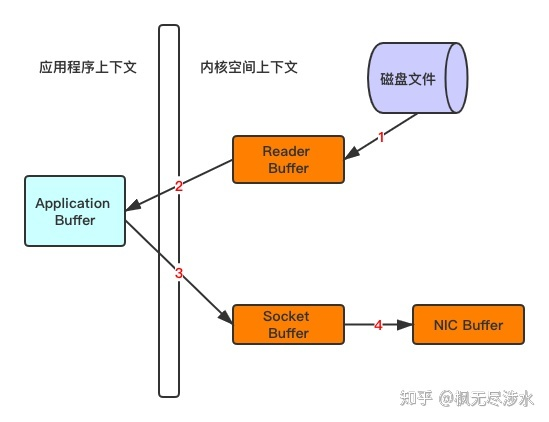 应用程序上下文
内核空间上下文
磁盘文件
1
Reader
Buffer
2
Application
Buffer
3
Socket
Buffer
4
NIC Buffer
知乎 @枫无尽涉水